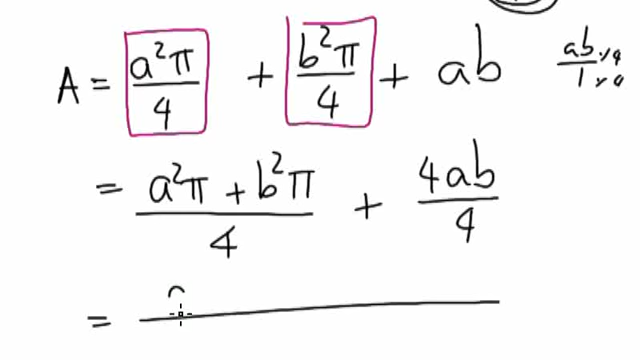 A = a²π/4 + b²π/4 + ab   ab×4/1×4
= (a²π + b²π)/4 + 4ab/4
=